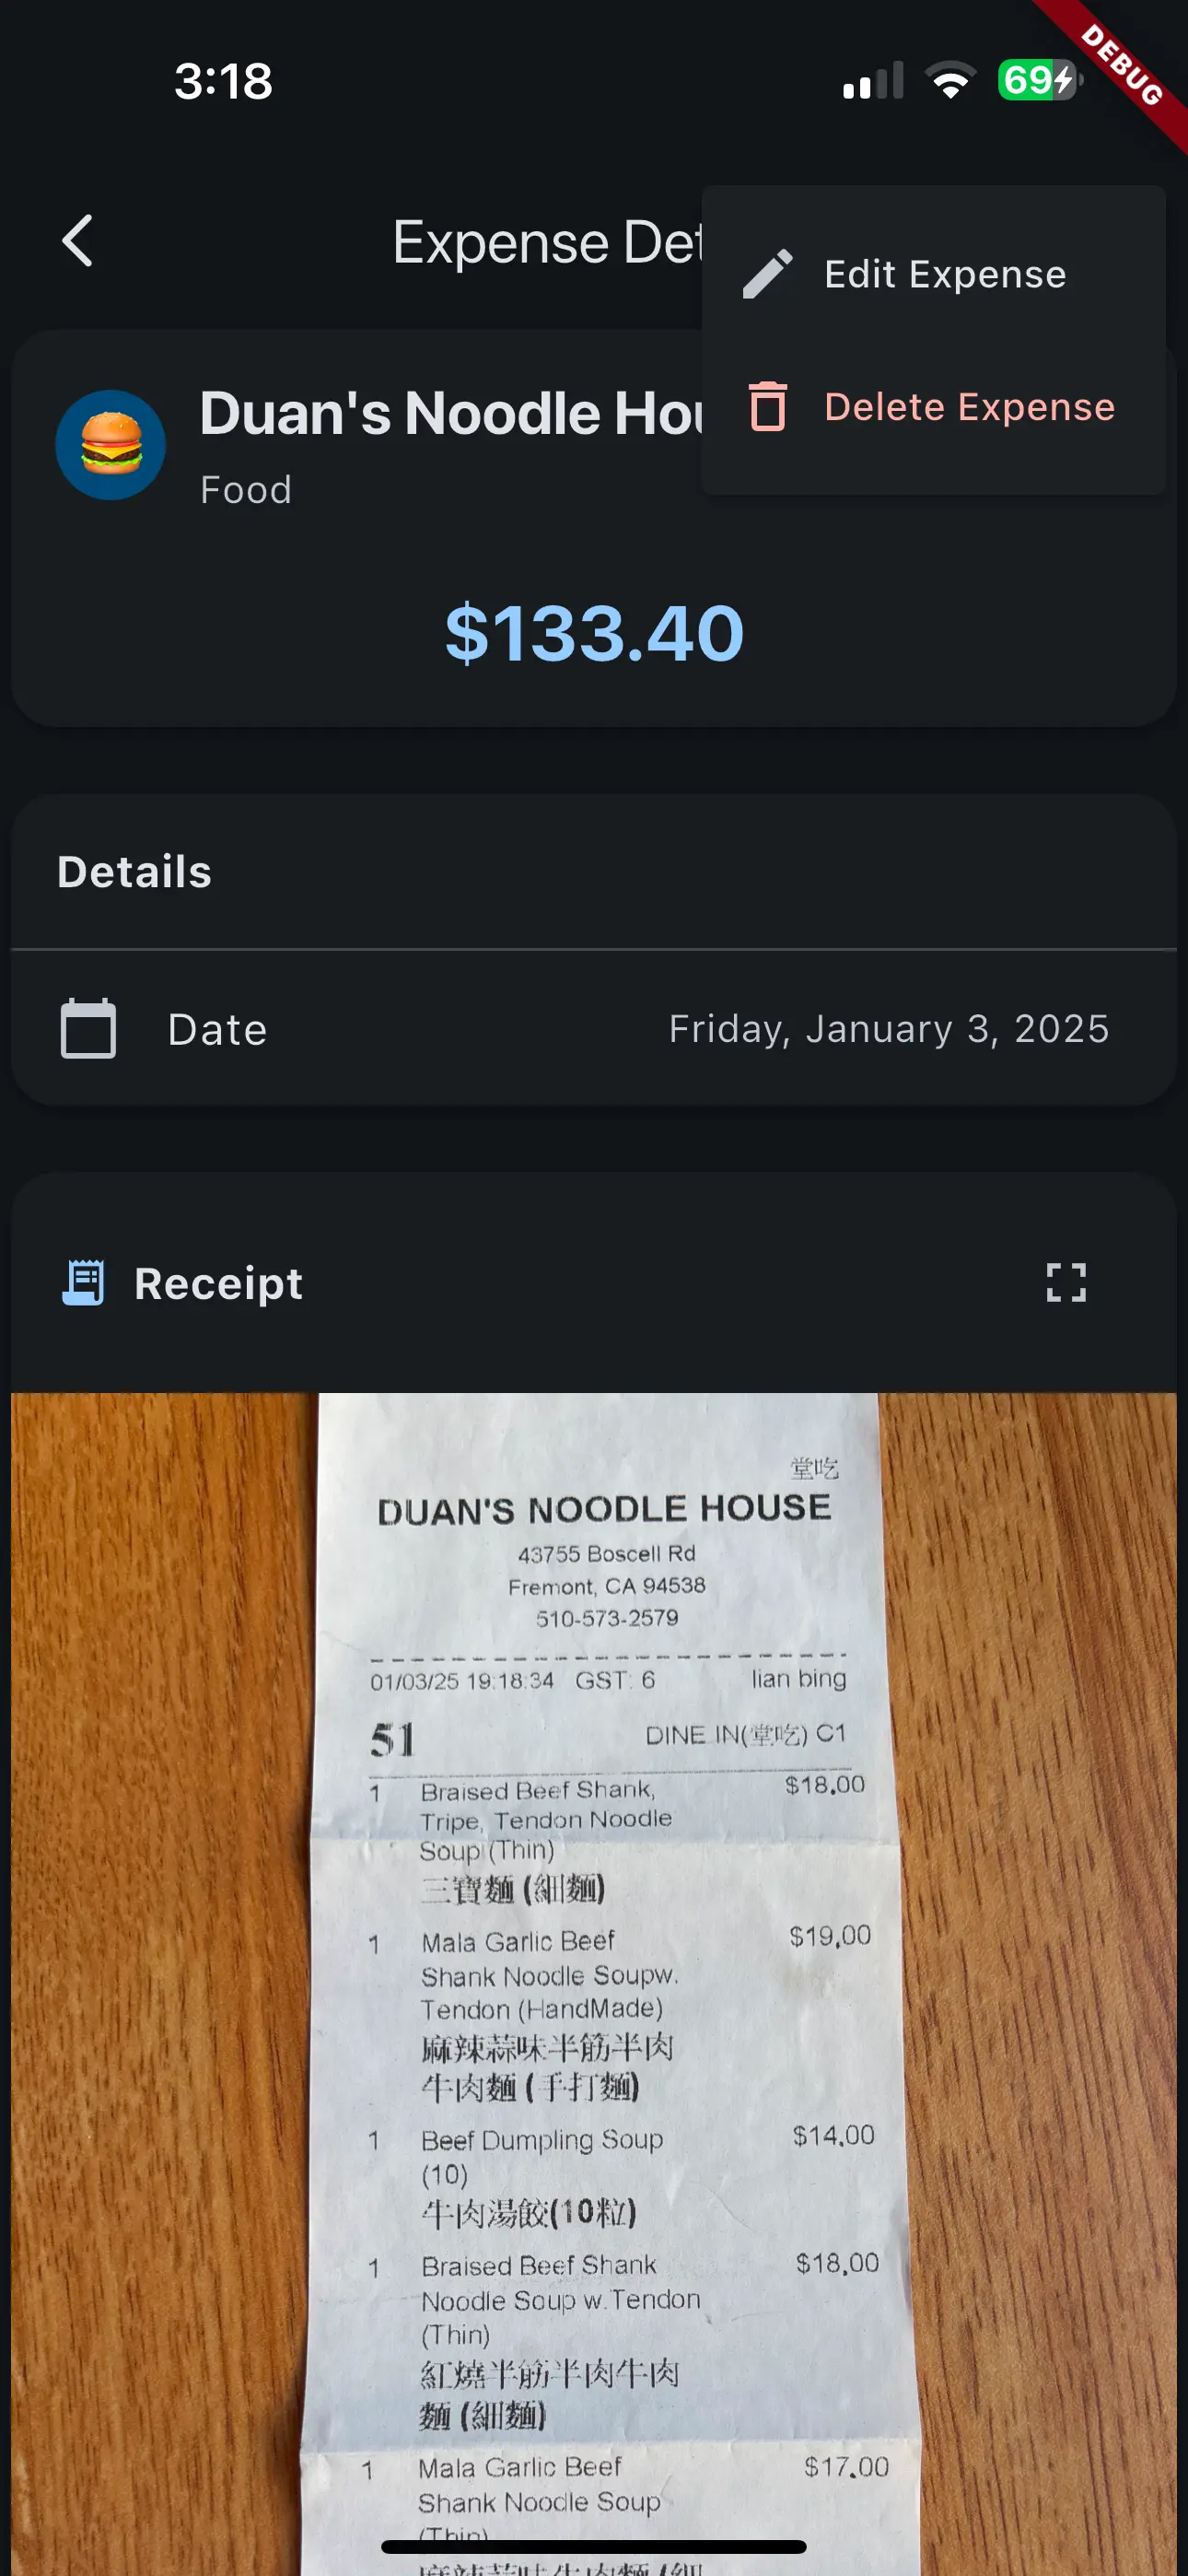 3:18
69
DEBUG
Expense Det
Edit Expense
Delete Expense
Duan's Noodle Hou
Food
$133.40
Details
Date Friday, January 3, 2025
Receipt
堂吃
DUAN'S NOODLE HOUSE
43755 Boscell Rd
Fremont, CA 94538
510-573-2579
01/03/25 19:18:34 GST: 6 lian bing
51 DINE IN(堂吃) C1
1 Braised Beef Shank, $18.00
Tripe, Tendon Noodle
Soup (Thin)
三寶麵 (細麵)
1 Mala Garlic Beef $19.00
Shank Noodle Soupw.
Tendon (HandMade)
麻辣蒜味半筋半肉
牛肉麵 (手打麵)
1 Beef Dumpling Soup $14.00
(10)
牛肉湯餃(10粒)
1 Braised Beef Shank $18.00
Noodle Soup w.Tendon
(Thin)
紅燒半筋半肉牛肉
麵 (細麵)
1 Mala Garlic Beef $17.00
Shank Noodle Soup
(Thin)